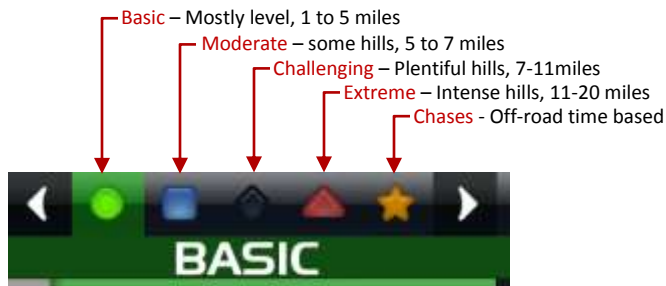 Basic – Mostly level, 1 to 5 miles
Moderate – some hills, 5 to 7 miles
Challenging – Plentiful hills, 7-11miles
Extreme – Intense hills, 11-20 miles
Chases - Off-road time based
BASIC